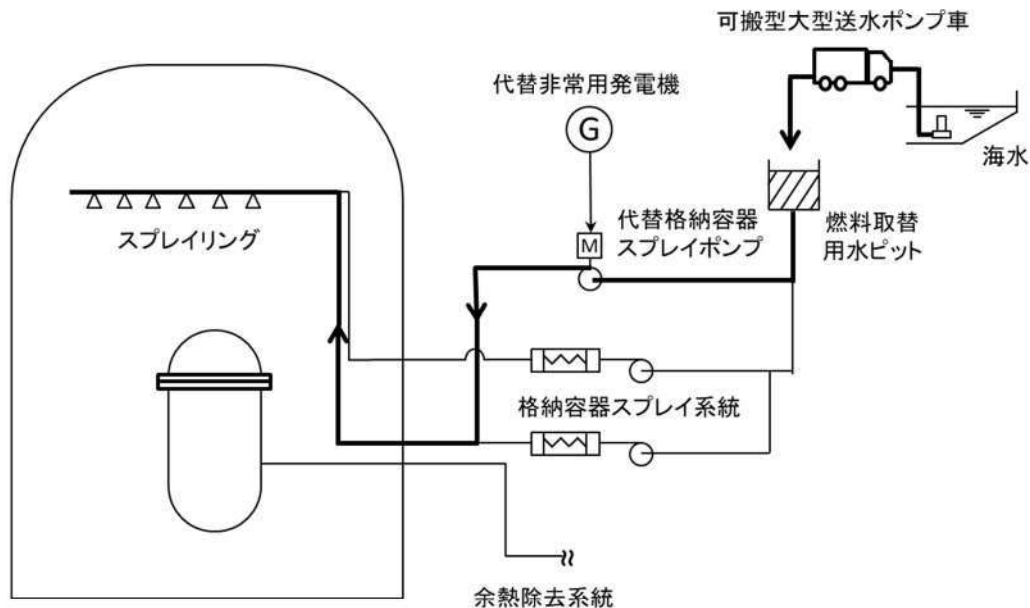 可搬型大型送水ポンプ車
代替非常用発電機
G
海水
スプレイリング
M
代替格納容器
スプレイポンプ
燃料取替
用水ピット
格納容器スプレイ系統
余熱除去系統